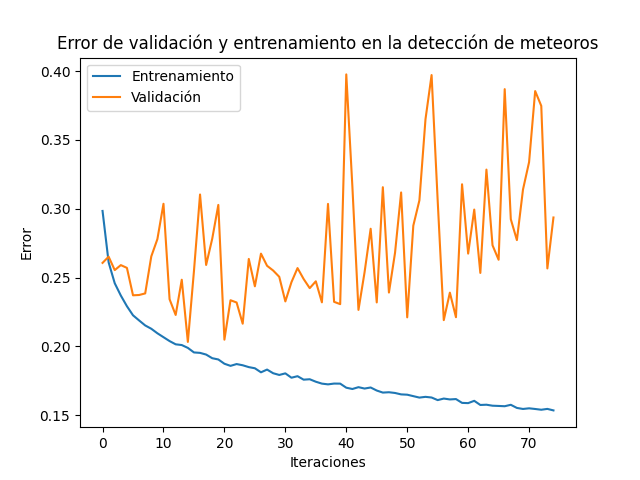 Error de validación y entrenamiento en la detección de meteoros
Entrenamiento
Validación
0.40
0.35
0.30
0.25
0.20
0.15
Error
0 10 20 30 40 50 60 70
Iteraciones